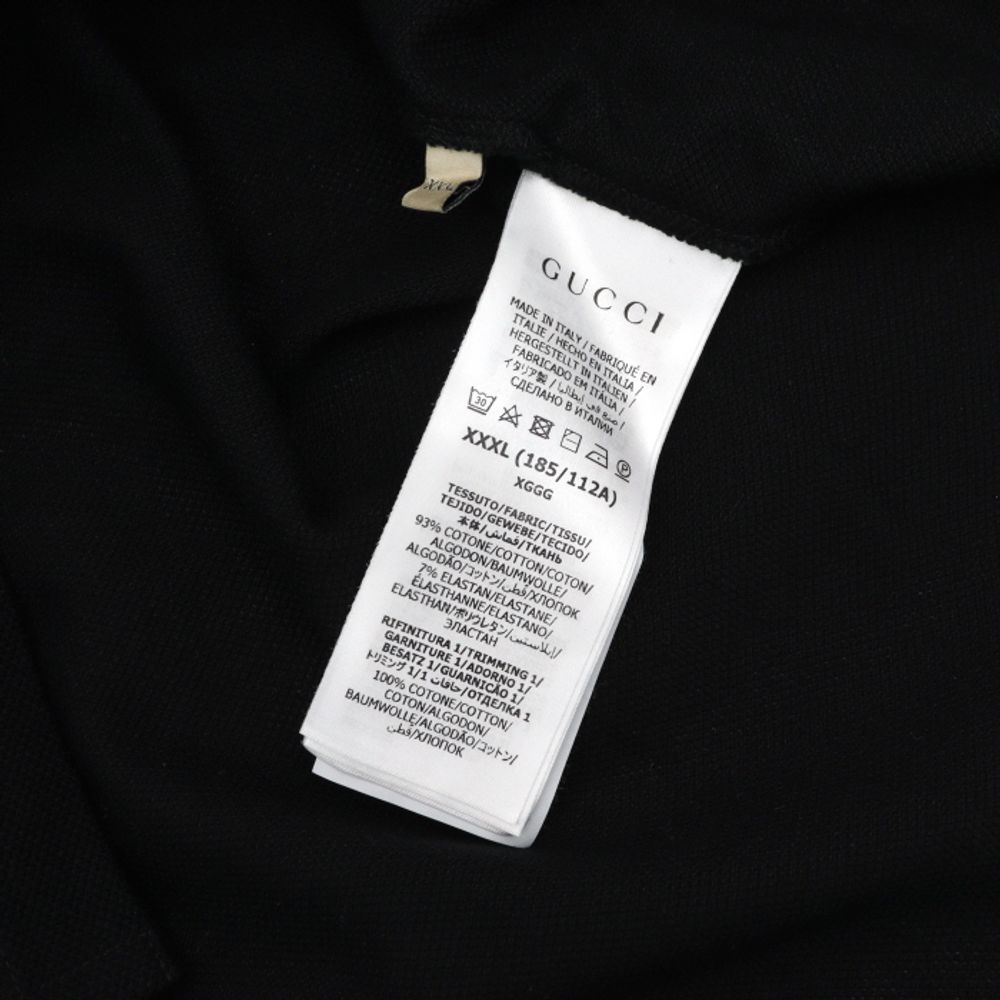 GUCCI
MADE IN ITALY / FABRIQUÉ EN
ITALIE / HECHO EN ITALIA /
HERGESTELLT IN ITALIEN /
FABRICADO EM ITÁLIA /
イタリア製 / صنع في إيطاليا /
СДЕЛАНО В ИТАЛИИ
30
P
XXXL (185/112A)
XGGG
TESSUTO/FABRIC/TISSU/
TEJIDO/GEWEBE/TECIDO/
本体/قماش/ТКАНЬ
93% COTONE/COTTON/COTON/
ALGODON/BAUMWOLLE/
ALGODÃO/コットン/قطن/ХЛОПОК
7% ELASTAN/ELASTANE/
ÉLASTHANNE/ELASTANO/
ELASTHAN/ポリウレタン/إيلاستين/
ЭЛАСТАН
RIFINITURA 1/TRIMMING 1/
GARNITURE 1/ADORNO 1/
BESATZ 1/GUARNICÃO 1/
トリミング 1/حافات 1/ОТДЕЛКА 1
100% COTONE/COTTON/
COTON/ALGODON/
BAUMWOLLE/ALGODÃO/コットン/
قطن/ХЛОПОК